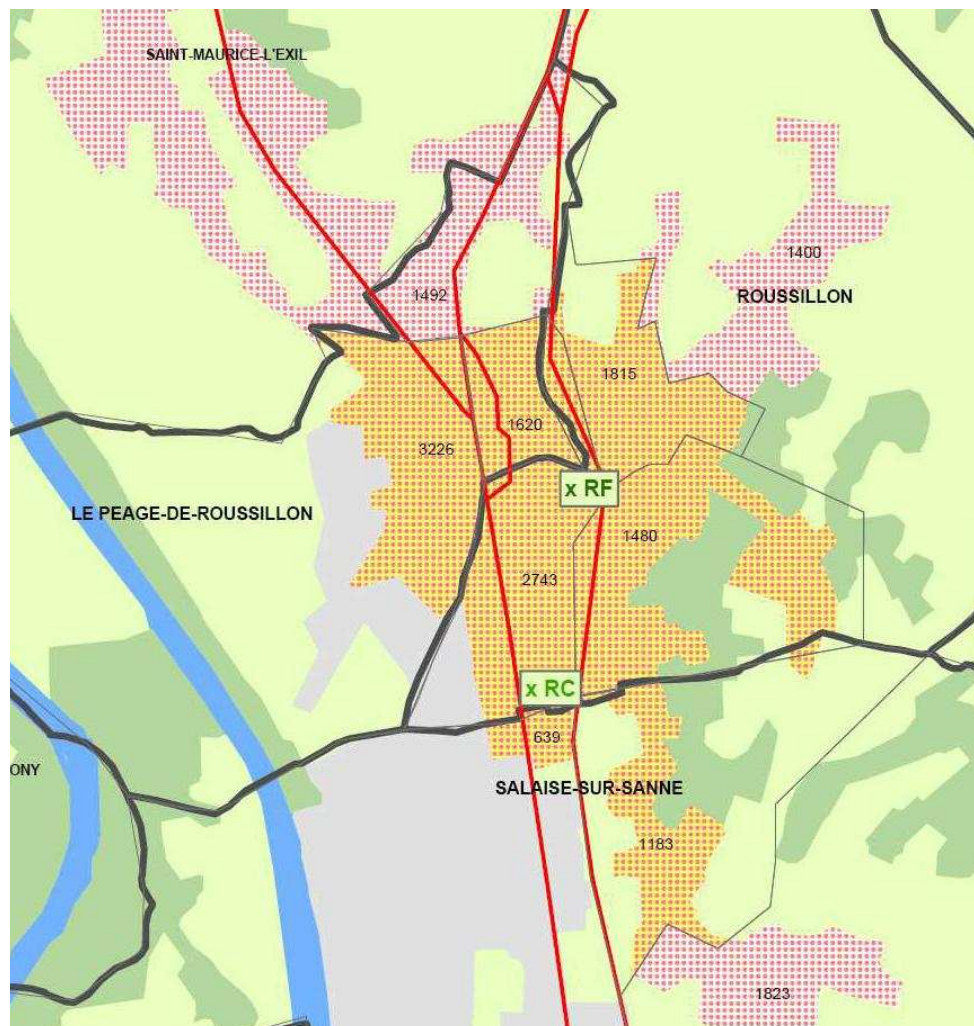 SAINT-MAURICE-L'EXIL
1400
1492
ROUSSILLON
1815
1620
3226
x RF
LE PEAGE-DE-ROUSSILLON
1480
2743
x RC
639
ONY
SALAISE-SUR-SANNE
1183
1823